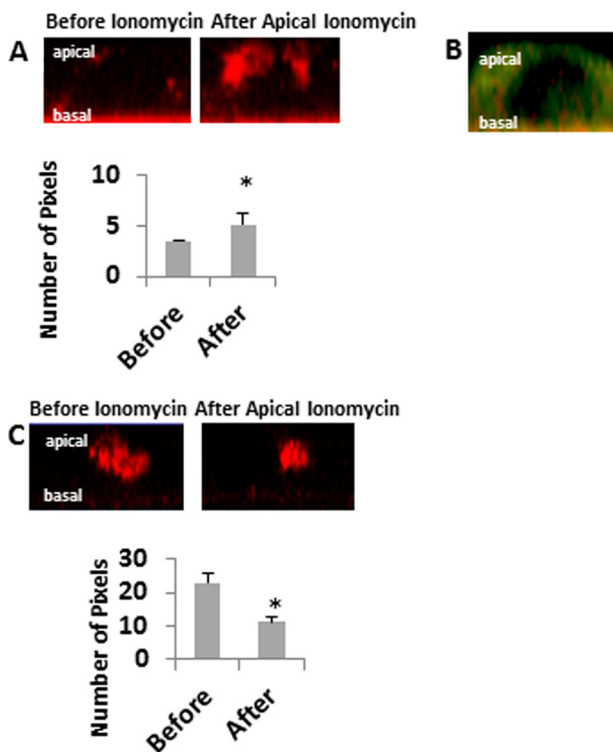 Before Ionomycin After Apical Ionomycin
A
apical
basal
B
apical
basal
Number of Pixels
10
5
0
*
Before
After
Before Ionomycin After Apical Ionomycin
C
apical
basal
Number of Pixels
30
20
10
0
*
Before
After